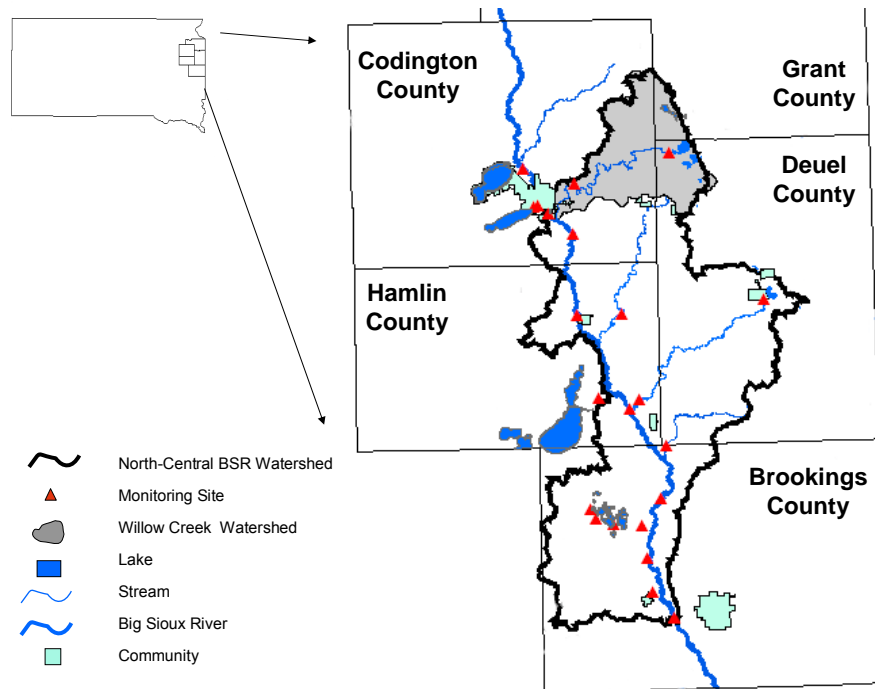 Codington
County
Grant
County
Deuel
County
Hamlin
County
Brookings
County
North-Central BSR Watershed
Monitoring Site
Willow Creek Watershed
Lake
Stream
Big Sioux River
Community